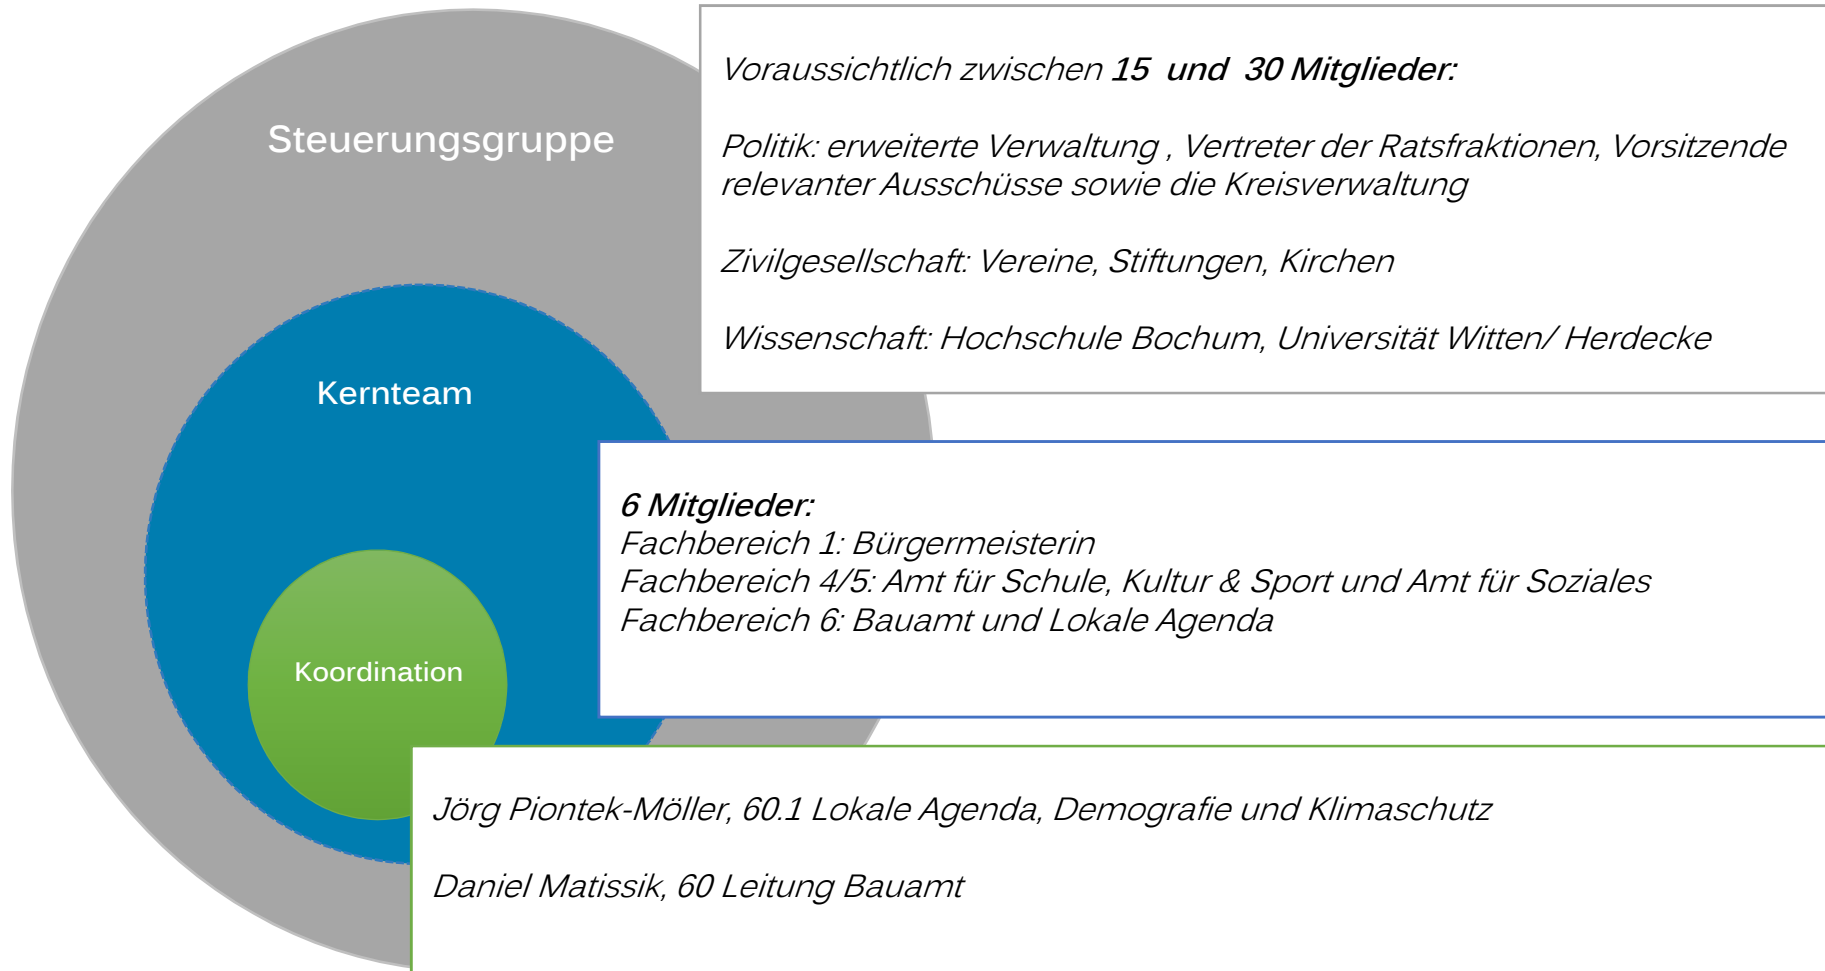 Steuerungsgruppe
Voraussichtlich zwischen 15 und 30 Mitglieder:
Politik: erweiterte Verwaltung , Vertreter der Ratsfraktionen, Vorsitzende
relevanter Ausschüsse sowie die Kreisverwaltung
Zivilgesellschaft: Vereine, Stiftungen, Kirchen
Wissenschaft: Hochschule Bochum, Universität Witten/ Herdecke
Kernteam
6 Mitglieder:
Fachbereich 1: Bürgermeisterin
Fachbereich 4/5: Amt für Schule, Kultur & Sport und Amt für Soziales
Fachbereich 6: Bauamt und Lokale Agenda
Koordination
Jörg Piontek-Möller, 60.1 Lokale Agenda, Demografie und Klimaschutz
Daniel Matissik, 60 Leitung Bauamt